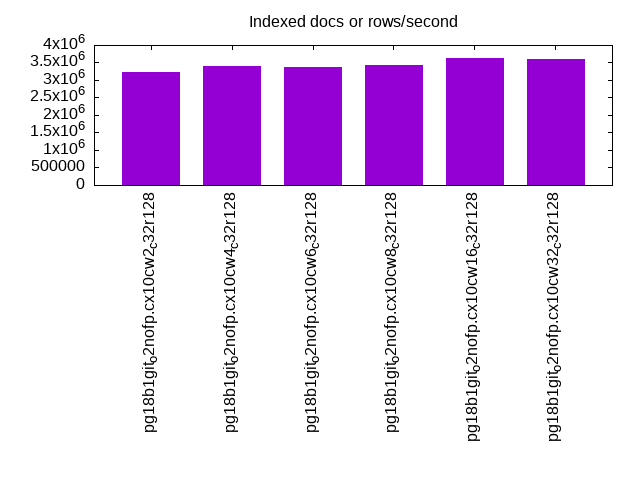 Indexed docs or rows/second
4x10^6
3.5x10^6
3x10^6
2.5x10^6
2x10^6
1.5x10^6
1x10^6
500000
0
pg18b1git_o2nofp.cx10cw2_c32r128
pg18b1git_o2nofp.cx10cw4_c32r128
pg18b1git_o2nofp.cx10cw6_c32r128
pg18b1git_o2nofp.cx10cw8_c32r128
pg18b1git_o2nofp.cx10cw16_c32r128
pg18b1git_o2nofp.cx10cw32_c32r128